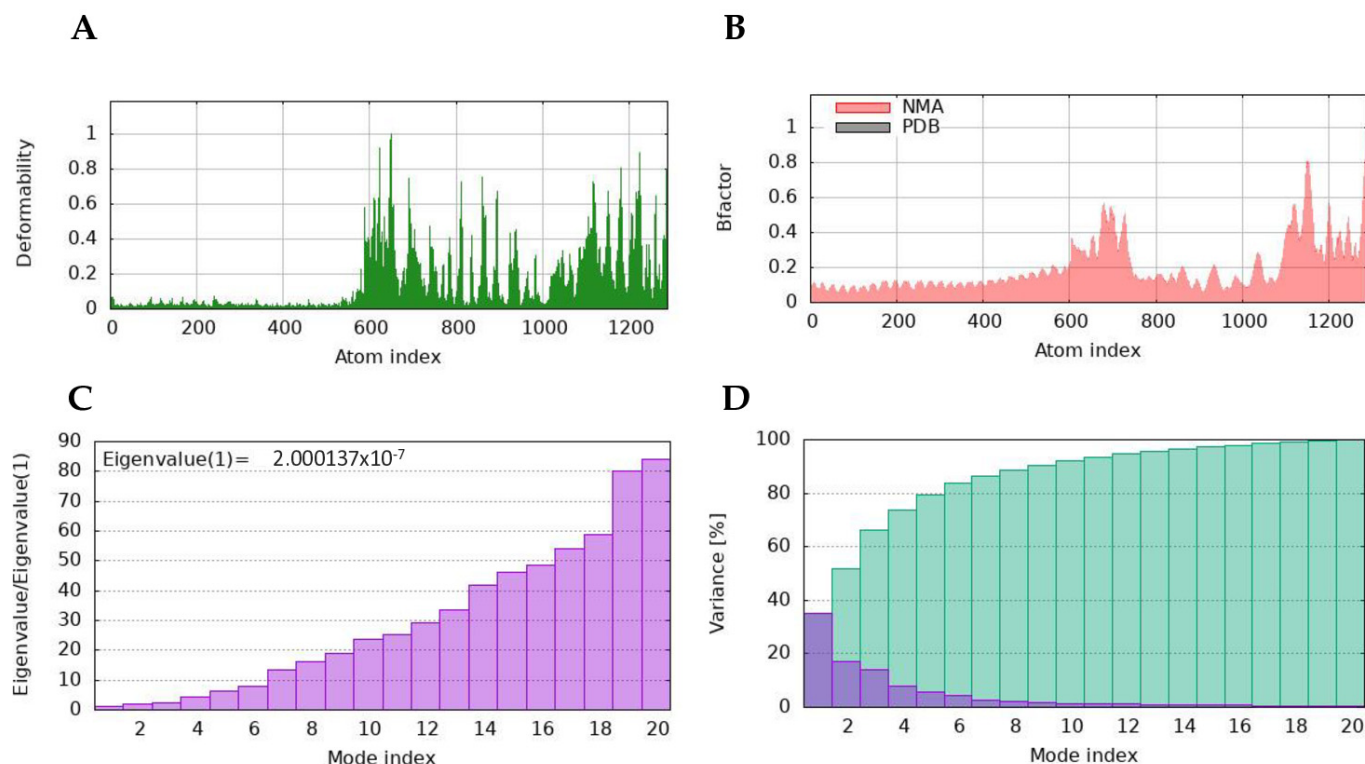 A
Deformability
1
0.8
0.6
0.4
0.2
0
0 200 400 600 800 1000 1200
Atom index
B
NMA
PDB
Bfactor
1
0.8
0.6
0.4
0.2
0
0 200 400 600 800 1000 1200
Atom index
C
Eigenvalue(1)= 2.000137x10⁻⁷
Eigenvalue/Eigenvalue(1)
90
80
70
60
50
40
30
20
10
0
2 4 6 8 10 12 14 16 18 20
Mode index
D
Variance [%]
100
80
60
40
20
0
2 4 6 8 10 12 14 16 18 20
Mode index